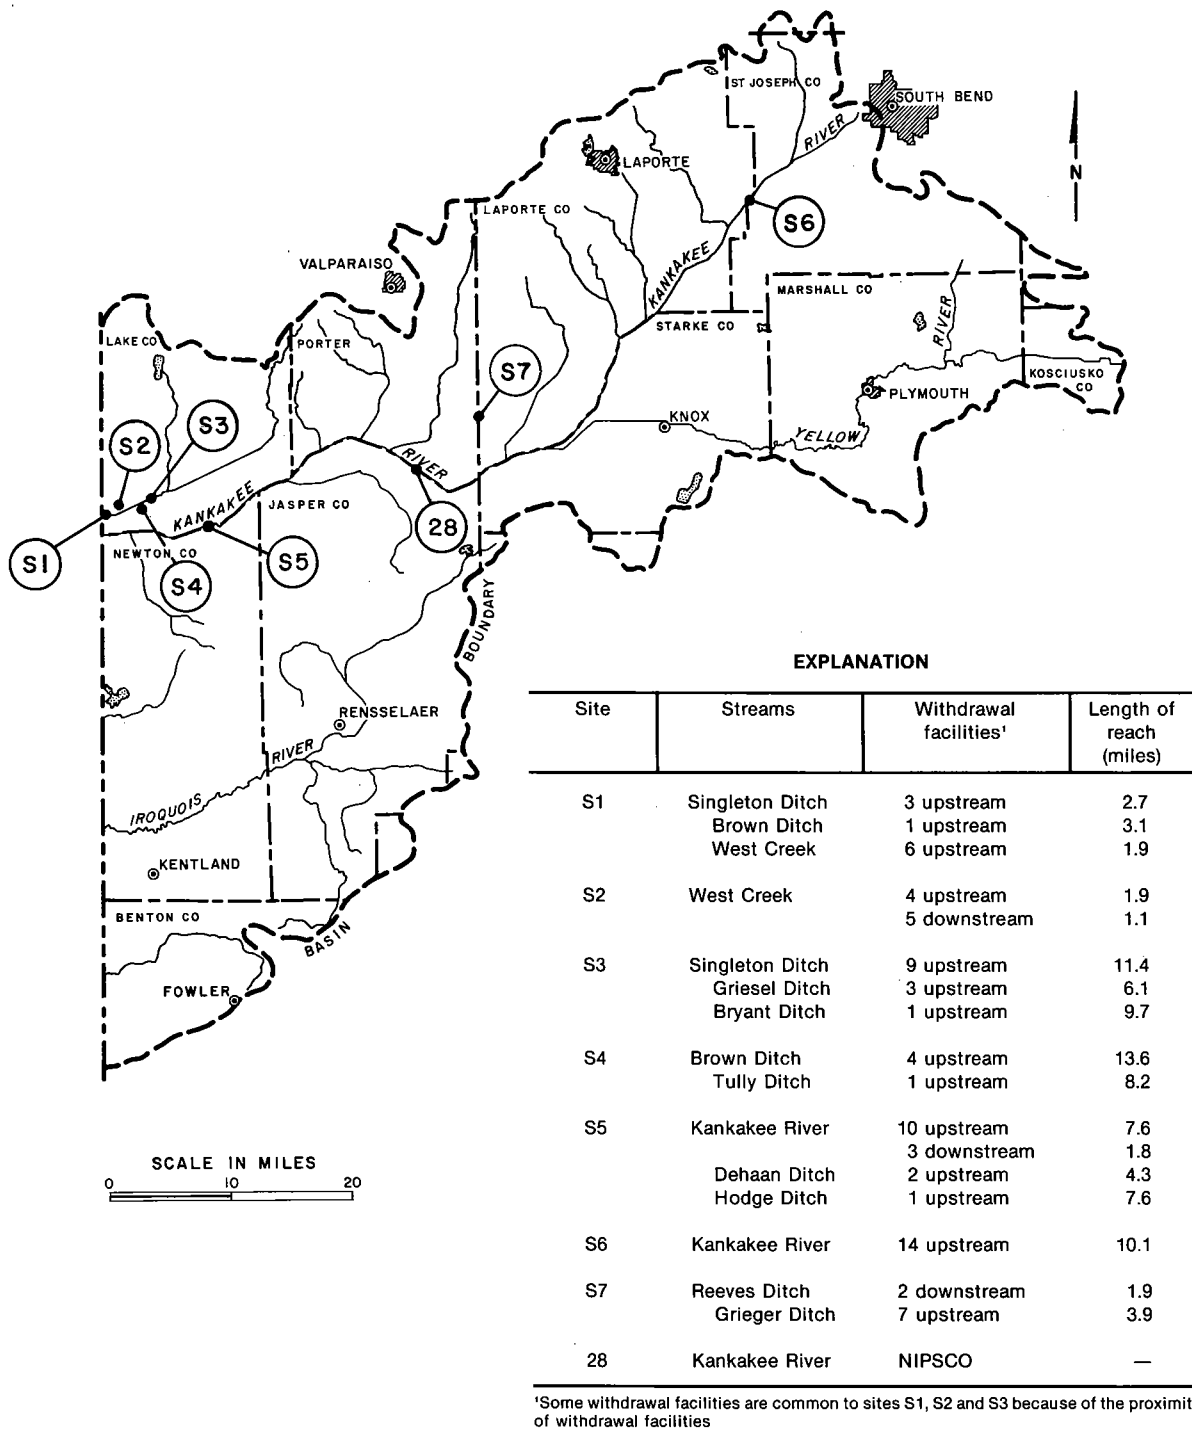 ST JOSEPH CO
SOUTH BEND
RIVER
LAPORTE
N
S6
LAPORTE CO
KANKAKEE
VALPARAISO
MARSHALL CO
RIVER
STARKE CO
LAKE CO
PORTER
S7
KOSCIUSKO
CO
PLYMOUTH
KNOX
S3
S2
YELLOW
RIVER
KANKAKEE
JASPER CO
28
NEWTON CO
S1
S5
S4
BOUNDARY
RENSSELAER
RIVER
IROQUOIS
KENTLAND
BENTON CO
BASIN
FOWLER
SCALE IN MILES
0 10 20
EXPLANATION
Site Streams Withdrawal facilities¹ Length of reach (miles)
S1 Singleton Ditch 3 upstream 2.7
Brown Ditch 1 upstream 3.1
West Creek 6 upstream 1.9
S2 West Creek 4 upstream 1.9
5 downstream 1.1
S3 Singleton Ditch 9 upstream 11.4
Griesel Ditch 3 upstream 6.1
Bryant Ditch 1 upstream 9.7
S4 Brown Ditch 4 upstream 13.6
Tully Ditch 1 upstream 8.2
S5 Kankakee River 10 upstream 7.6
3 downstream 1.8
Dehaan Ditch 2 upstream 4.3
Hodge Ditch 1 upstream 7.6
S6 Kankakee River 14 upstream 10.1
S7 Reeves Ditch 2 downstream 1.9
Grieger Ditch 7 upstream 3.9
28 Kankakee River NIPSCO —
¹Some withdrawal facilities are common to sites S1, S2 and S3 because of the proximit
of withdrawal facilities